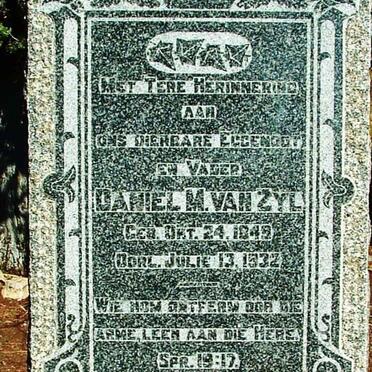 Met Tere Herinnering
aan
ons dierbare Eggenoot
en Vader
Daniel M. van Zyl
Geb. Okt. 24, 1849
Oorl. Julie 13, 1932
Wie hom ontferm oor die
arme, leen aan die Here.
Spr. 19:17.